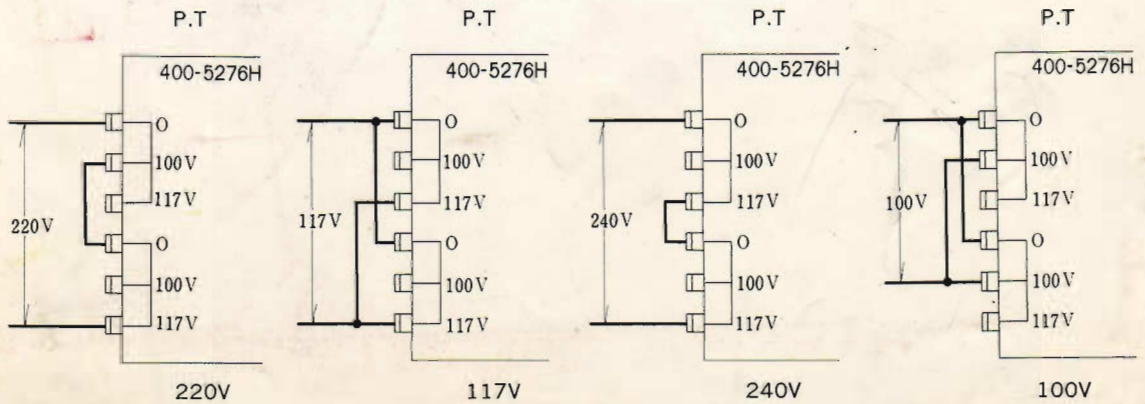 P.T P.T P.T P.T
400-5276H 400-5276H 400-5276H 400-5276H
O
100V
117V
220V
O
100V
117V
O
100V
117V
117V
O
100V
117V
O
100V
117V
240V
O
100V
117V
O
100V
117V
100V
O
100V
117V
220V 117V 240V 100V